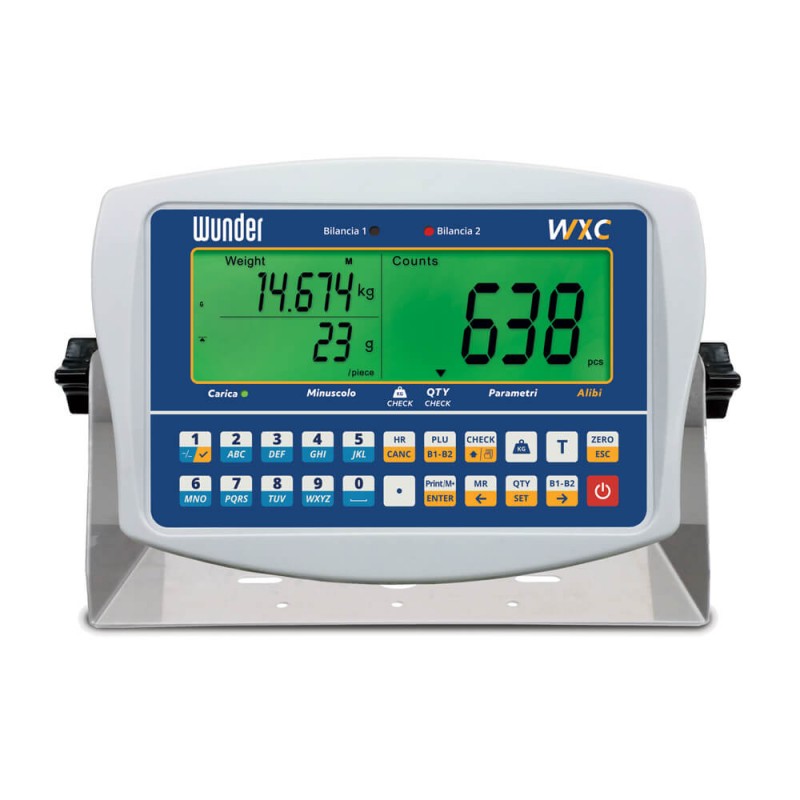 Wunder Bilancia 1 Bilancia 2 WXC
Weight M Counts
14.674 kg 638
23 g
/piece pcs
Carica Minuscolo KG CHECK QTY CHECK Parametri Alibi
1 2 3 4 5 HR PLU CHECK KG T ZERO
-/_ ABC DEF GHI JKL CANC B1-B2 ESC
6 7 8 9 0 . Print/M+ MR QTY B1-B2
MNO PQRS TUV WXYZ ENTER ← SET →